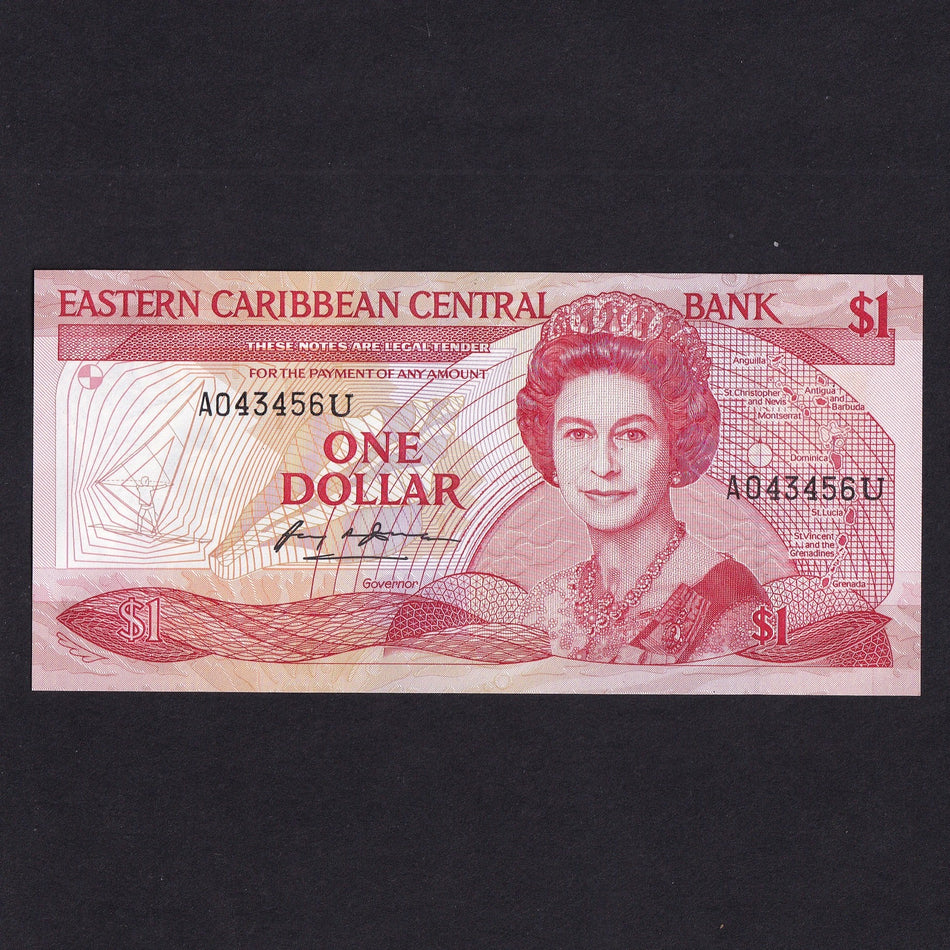 EASTERN CARIBBEAN CENTRAL BANK $1
THESE NOTES ARE LEGAL TENDER
FOR THE PAYMENT OF ANY AMOUNT
A043456U
ONE
DOLLAR
Governor
$1
Anguilla
St Christopher
and Nevis
Antigua
and
Barbuda
Montserrat
Dominica
A043456U
St. Lucia
St. Vincent
and the
Grenadines
Grenada
$1